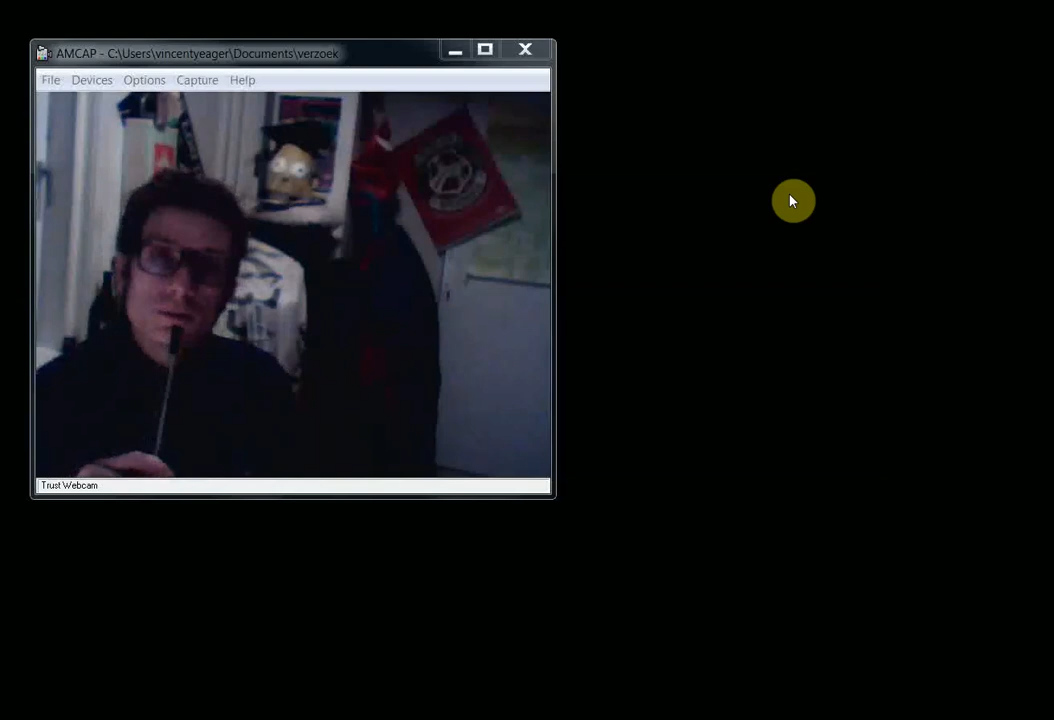 AMCAP - C:\Users\vincentyeager\Documents\verzoek
File Devices Options Capture Help
Trust Webcam